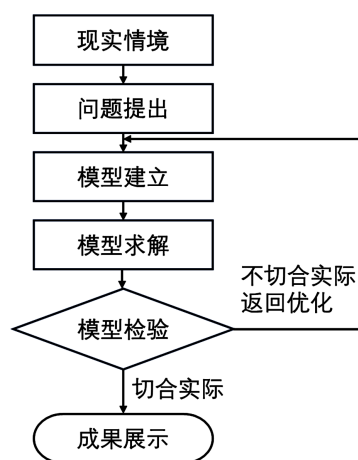 现实情境
问题提出
模型建立
模型求解
不切合实际
返回优化
模型检验
切合实际
成果展示